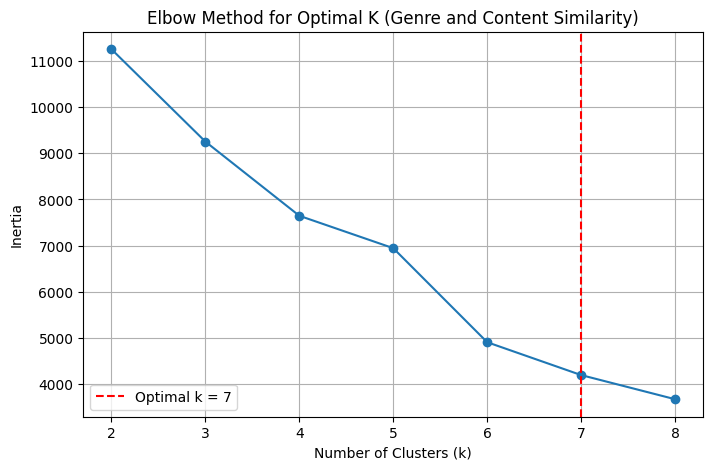 Elbow Method for Optimal K (Genre and Content Similarity)
Inertia
11000
10000
9000
8000
7000
6000
5000
4000
Optimal k = 7
2 3 4 5 6 7 8
Number of Clusters (k)